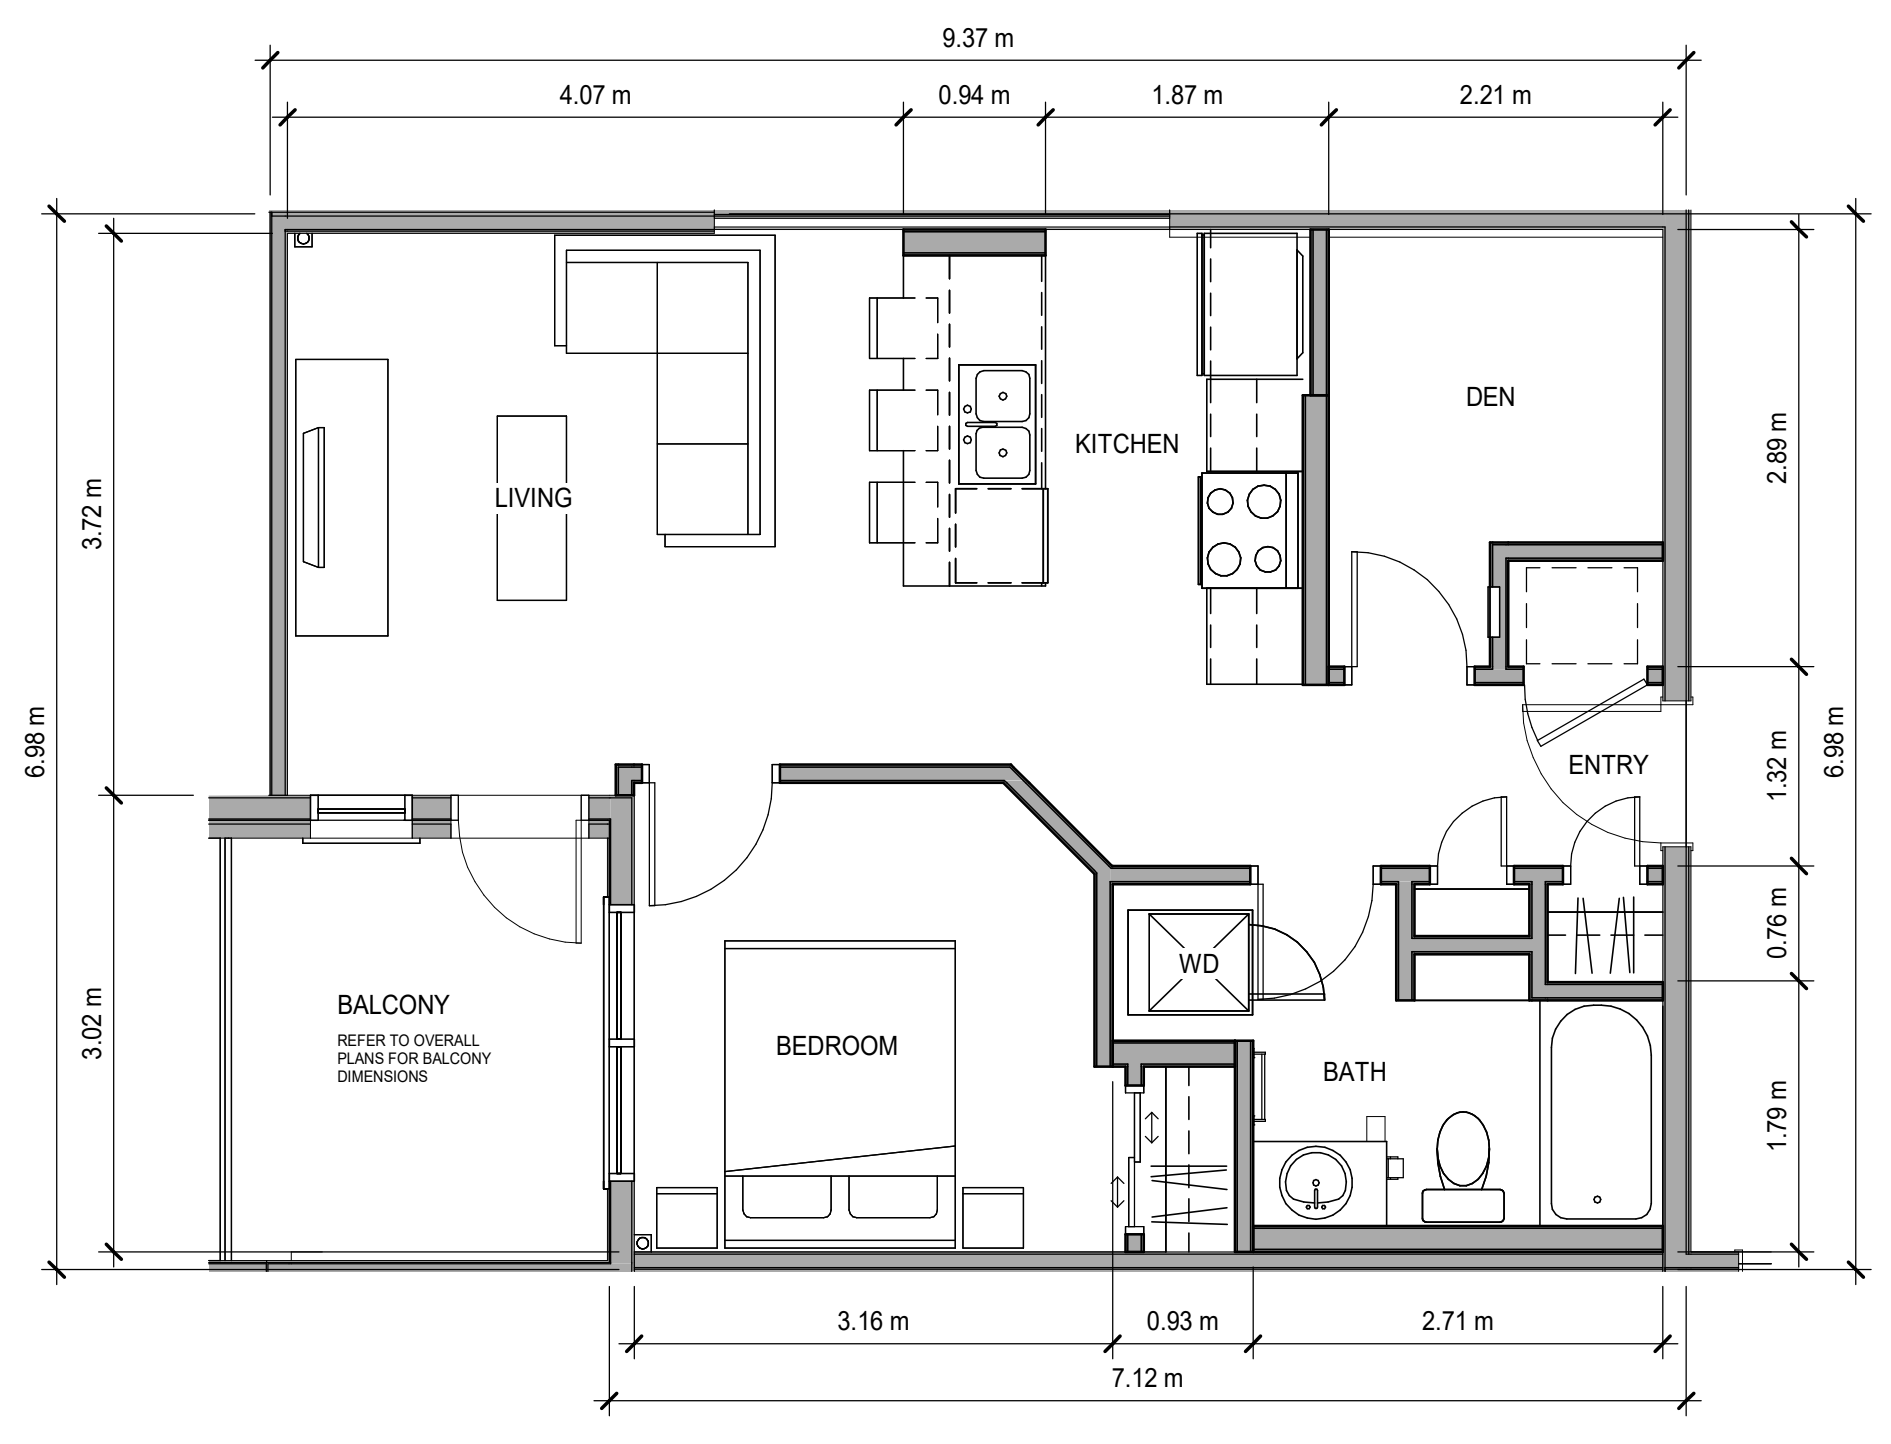 9.37 m
4.07 m
0.94 m
1.87 m
2.21 m
DEN
KITCHEN
2.89 m
LIVING
3.72 m
6.98 m
6.98 m
ENTRY
1.32 m
0.76 m
WD
BALCONY
REFER TO OVERALL
PLANS FOR BALCONY
DIMENSIONS
3.02 m
BEDROOM
BATH
1.79 m
3.16 m
0.93 m
2.71 m
7.12 m